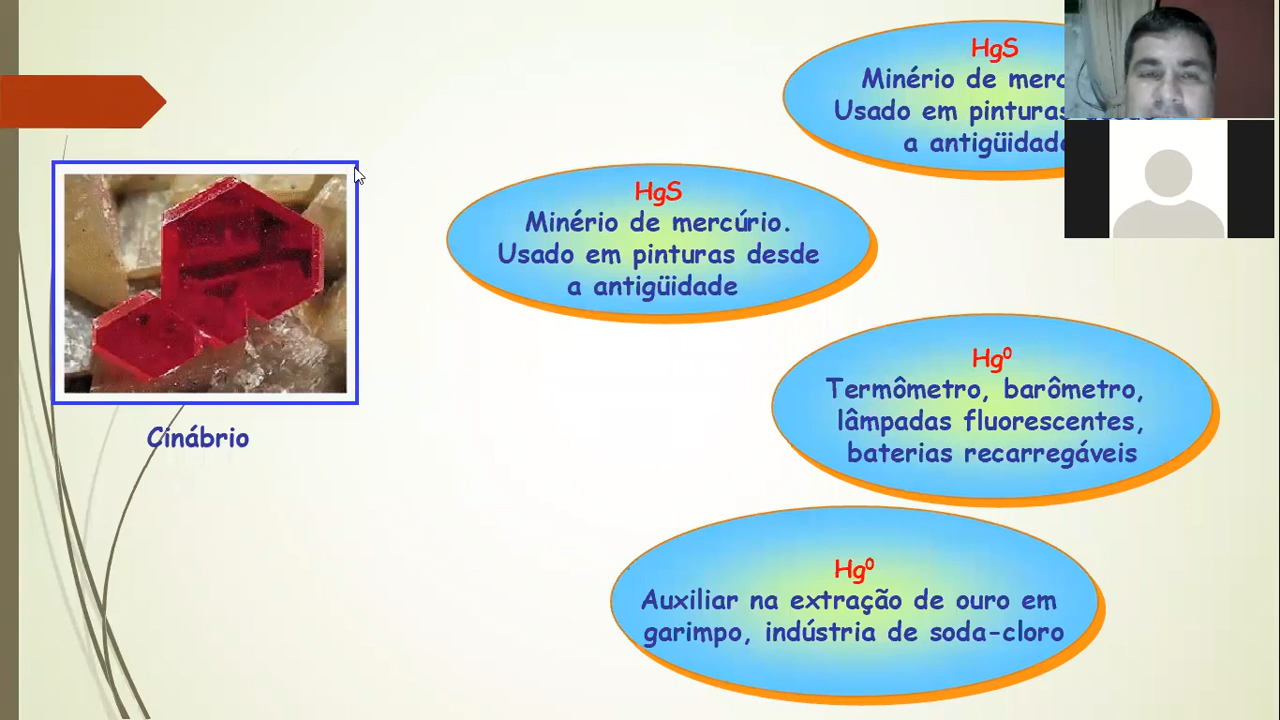 HgS
Minério de merc
Usado em pinturas
a antigüidad
HgS
Minério de mercúrio.
Usado em pinturas desde
a antigüidade
Hg⁰
Termômetro, barômetro,
lâmpadas fluorescentes,
baterias recarregáveis
Cinábrio
Hg⁰
Auxiliar na extração de ouro em
garimpo, indústria de soda-cloro